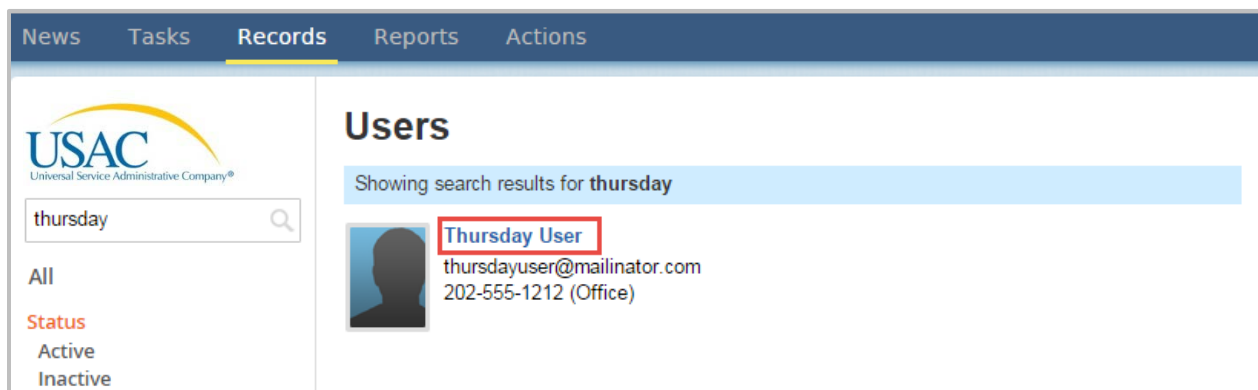 News Tasks Records Reports Actions
USAC
Universal Service Administrative Company®
thursday
All
Status
Active
Inactive
Users
Showing search results for thursday
Thursday User
thursdayuser@mailinator.com
202-555-1212 (Office)